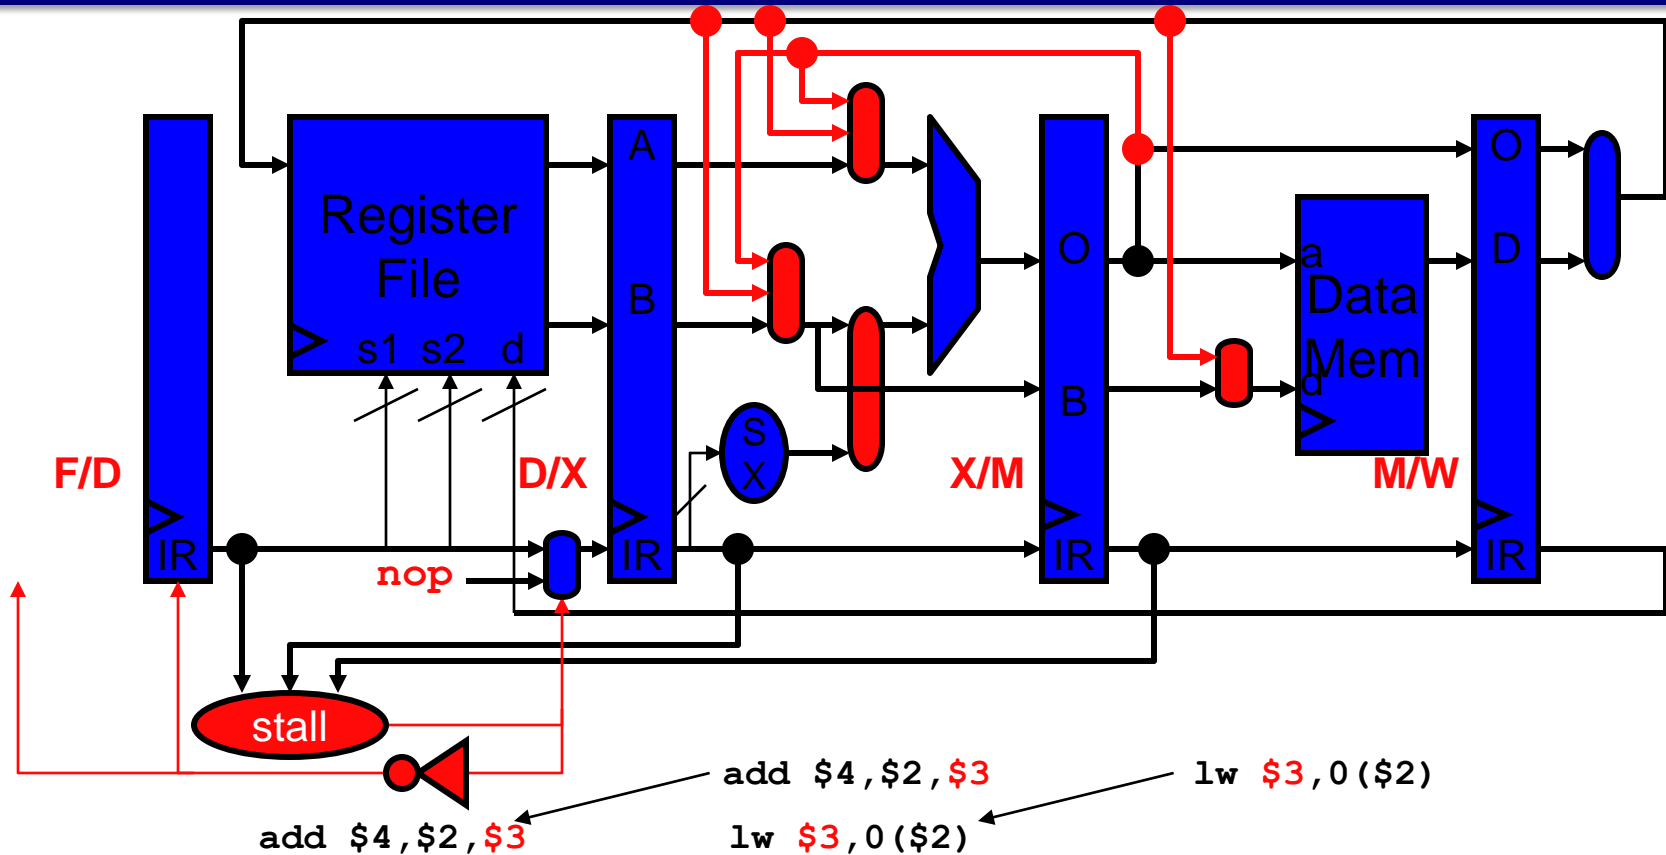 A
Register
File
B
s1 s2 d
S
X
O
B
a
Data
Mem
d
O
D
F/D
D/X
X/M
M/W
IR
nop
IR
IR
IR
stall
add $4,$2,$3
lw $3,0($2)
add $4,$2,$3
lw $3,0($2)